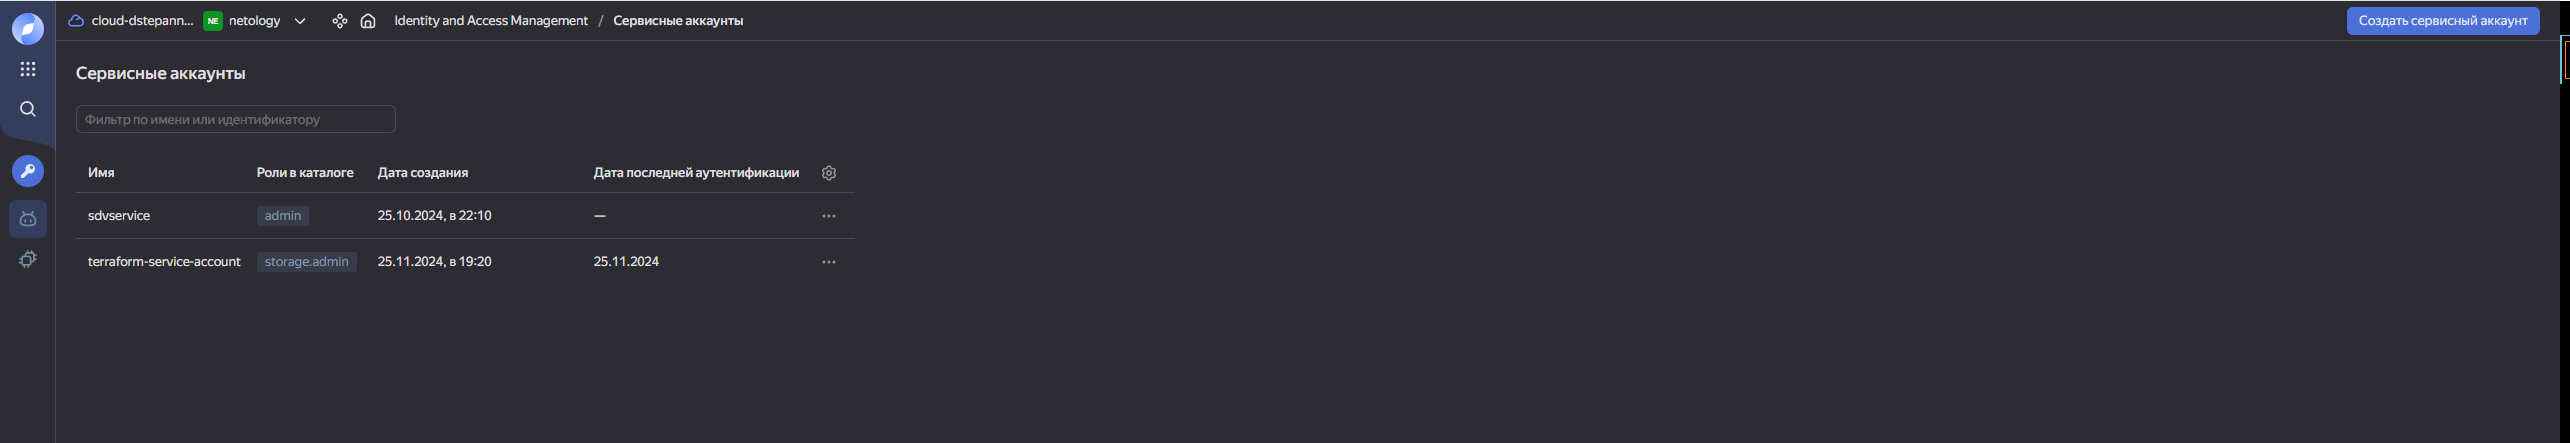 cloud-dstepann... NE netology Identity and Access Management / Сервисные аккаунты Создать сервисный аккаунт
Сервисные аккаунты
Фильтр по имени или идентификатору
Имя Роли в каталоге Дата создания Дата последней аутентификации
sdvservice admin 25.10.2024, в 22:10 —
terraform-service-account storage.admin 25.11.2024, в 19:20 25.11.2024